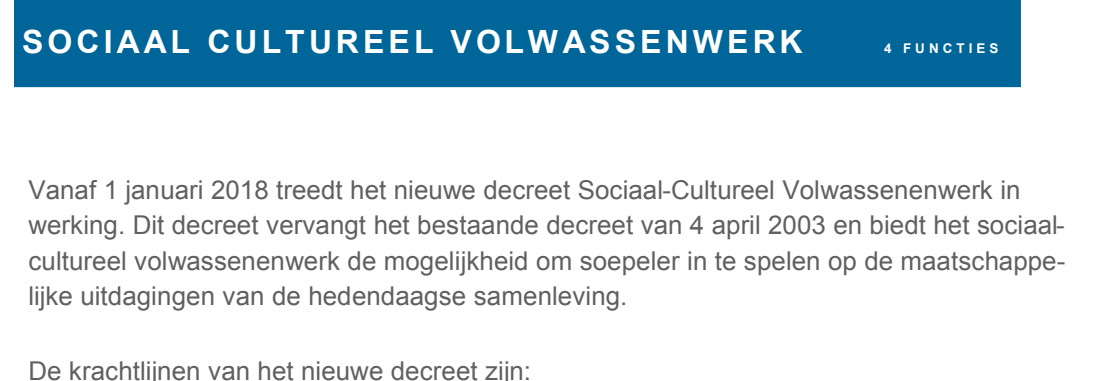 SOCIAAL CULTUREEL VOLWASSENWERK 4 FUNCTIES
Vanaf 1 januari 2018 treedt het nieuwe decreet Sociaal-Cultureel Volwassenenwerk in
werking. Dit decreet vervangt het bestaande decreet van 4 april 2003 en biedt het sociaal-
cultureel volwassenenwerk de mogelijkheid om soepeler in te spelen op de maatschappe-
lijke uitdagingen van de hedendaagse samenleving.
De krachtlijnen van het nieuwe decreet zijn: